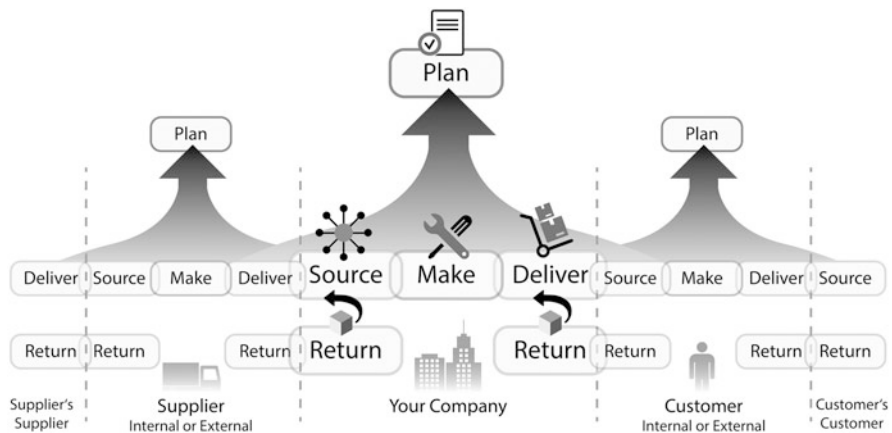 Plan
Plan
Plan
Deliver
Source
Make
Deliver
Source
Make
Deliver
Source
Make
Deliver
Source
Return
Return
Return
Return
Return
Return
Return
Return
Supplier's
Supplier
Supplier
Internal or External
Your Company
Customer
Internal or External
Customer's
Customer